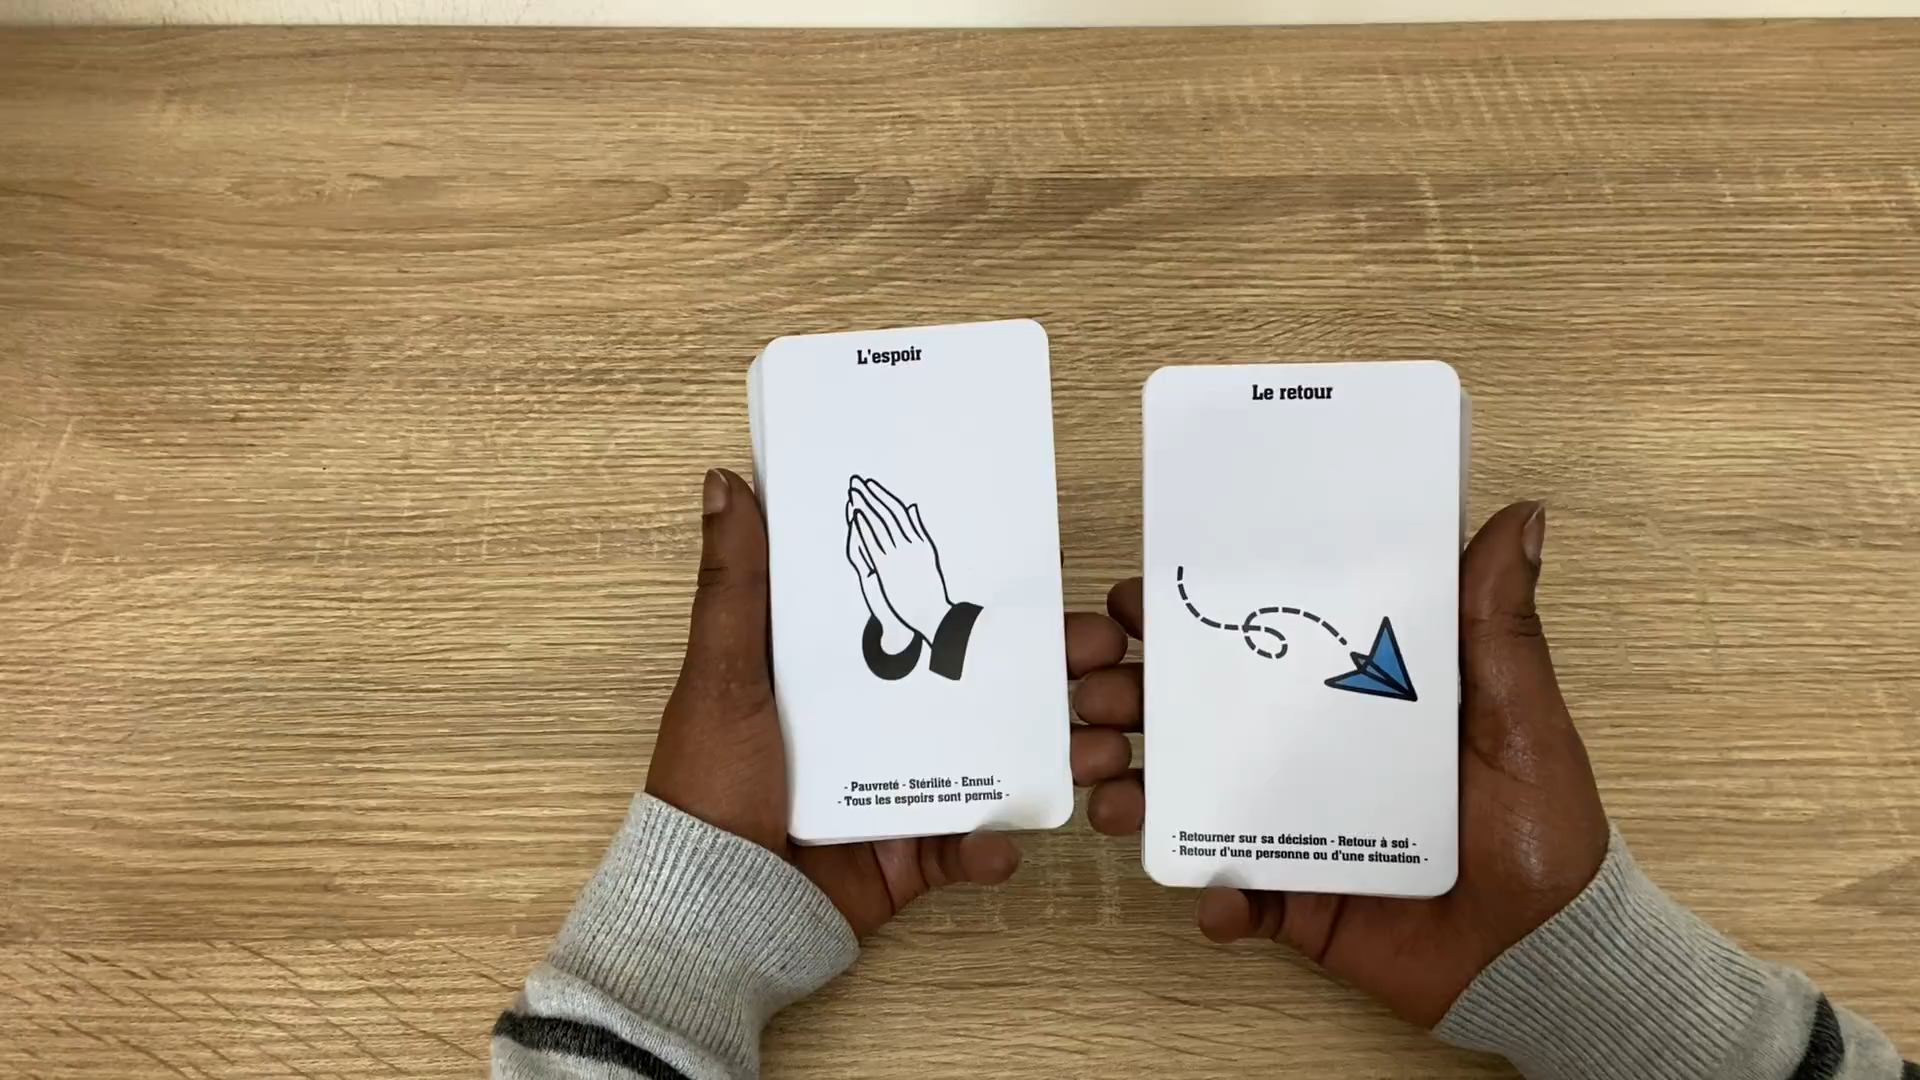 L'espoir
- Pauvreté - Stérilité - Ennui -
- Tous les espoirs sont permis -
Le retour
- Retourner sur sa décision - Retour à soi -
- Retour d'une personne ou d'une situation -